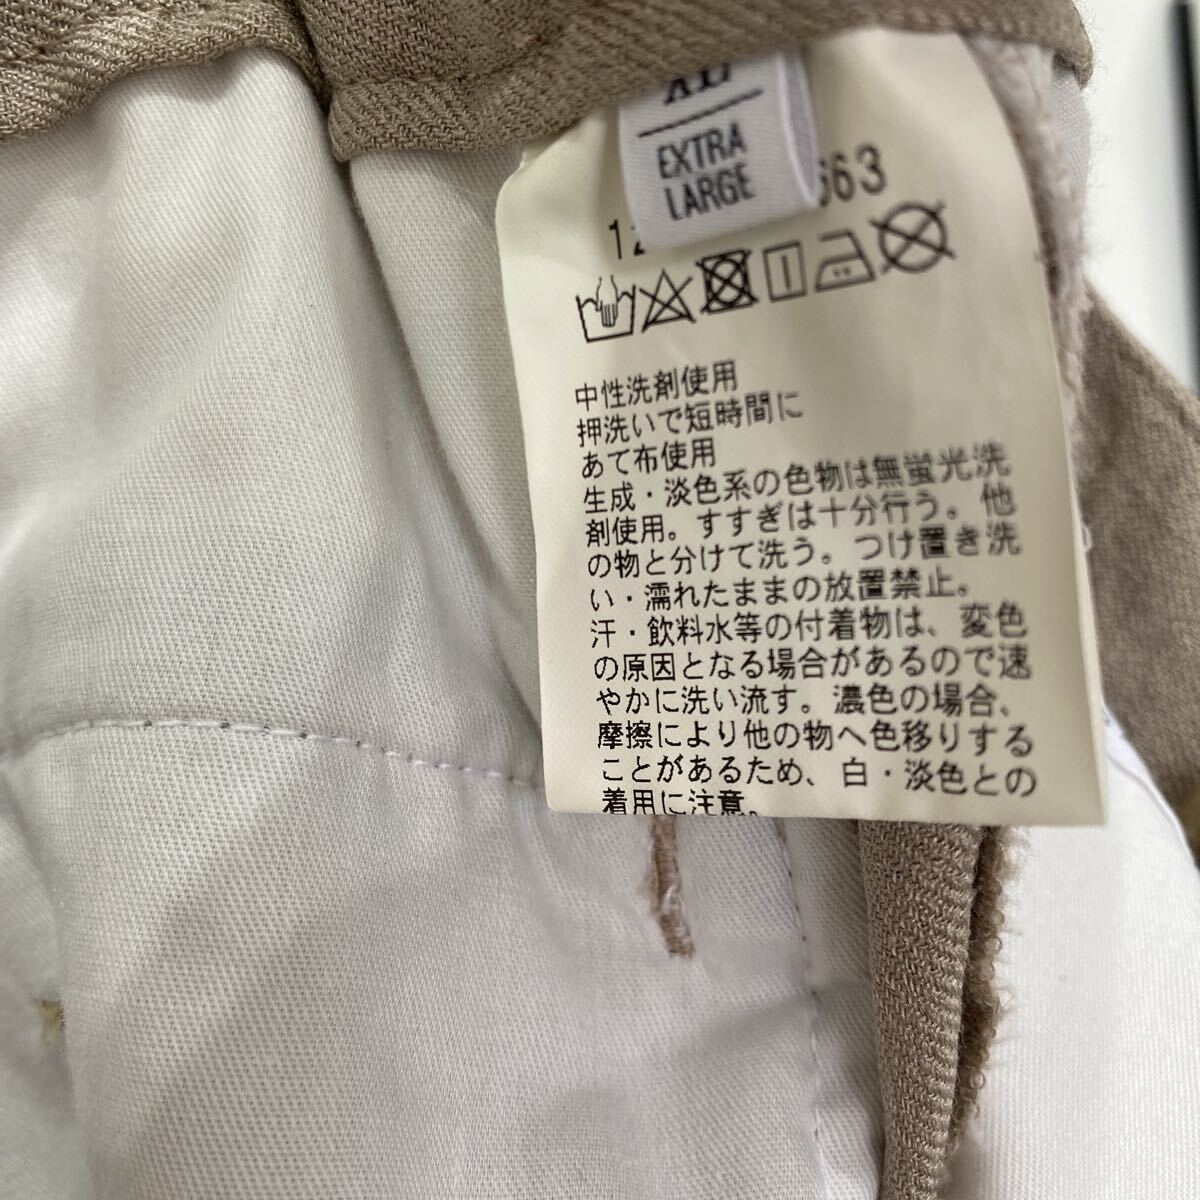 XL
EXTRA
LARGE
663
中性洗剤使用
押洗いで短時間に
あて布使用
生成・淡色系の色物は無蛍光洗
剤使用。すすぎは十分行う。他
の物と分けて洗う。つけ置き洗
い・濡れたままの放置禁止。
汗・飲料水等の付着物は、変色
の原因となる場合があるので速
やかに洗い流す。濃色の場合、
摩擦により他の物へ色移りする
ことがあるため、白・淡色との
着用に注意。